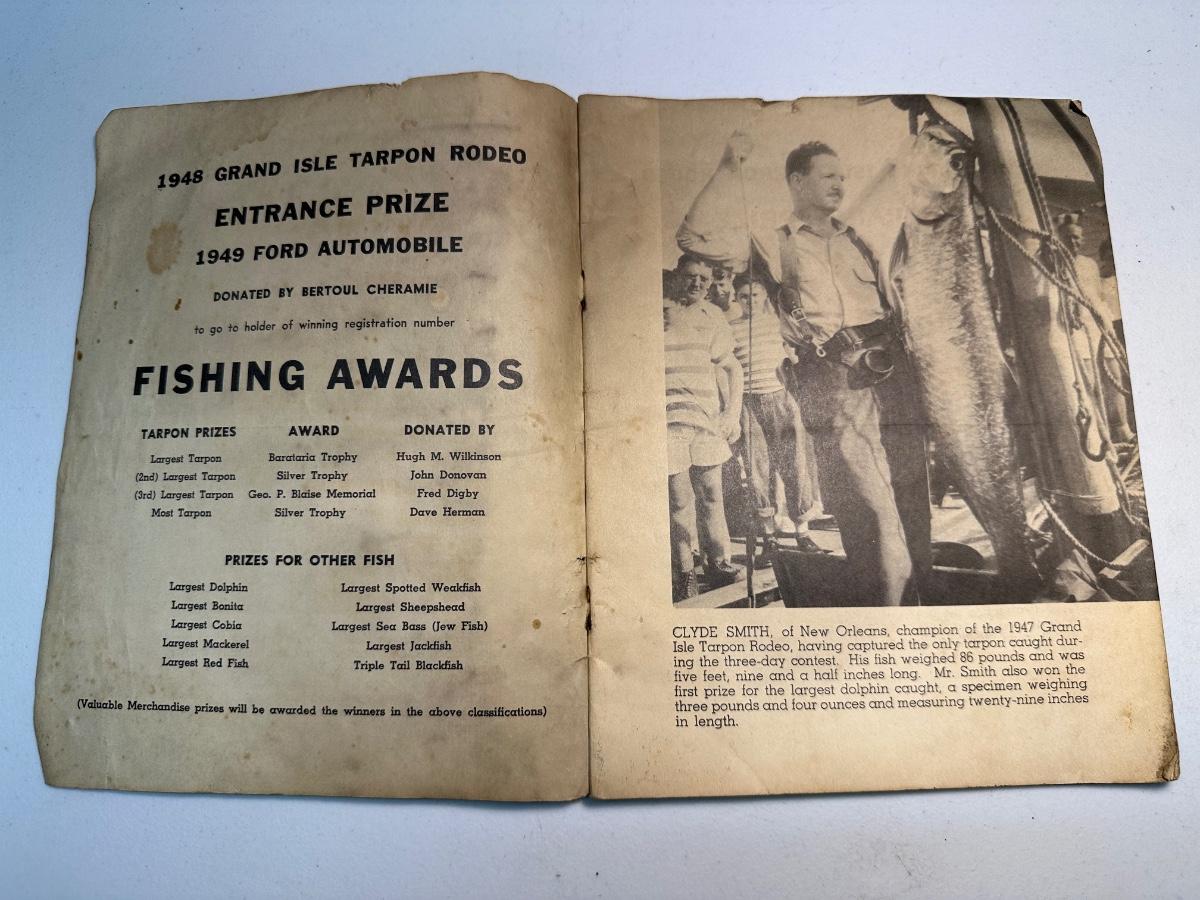 1948 GRAND ISLE TARPON RODEO
ENTRANCE PRIZE
1949 FORD AUTOMOBILE
DONATED BY BERTOUL CHERAMIE
to go to holder of winning registration number
FISHING AWARDS
TARPON PRIZES AWARD DONATED BY
Largest Tarpon Barataria Trophy Hugh M. Wilkinson
(2nd) Largest Tarpon Silver Trophy John Donovan
(3rd) Largest Tarpon Geo. P. Blaise Memorial Fred Digby
Most Tarpon Silver Trophy Dave Herman
PRIZES FOR OTHER FISH
Largest Dolphin Largest Spotted Weakfish
Largest Bonita Largest Sheepshead
Largest Cobia Largest Sea Bass (Jew Fish)
Largest Mackerel Largest Jackfish
Largest Red Fish Triple Tail Blackfish
(Valuable Merchandise prizes will be awarded the winners in the above classifications)
CLYDE SMITH, of New Orleans, champion of the 1947 Grand
Isle Tarpon Rodeo, having captured the only tarpon caught dur-
ing the three-day contest. His fish weighed 86 pounds and was
five feet, nine and a half inches long. Mr. Smith also won the
first prize for the largest dolphin caught, a specimen weighing
three pounds and four ounces and measuring twenty-nine inches
in length.